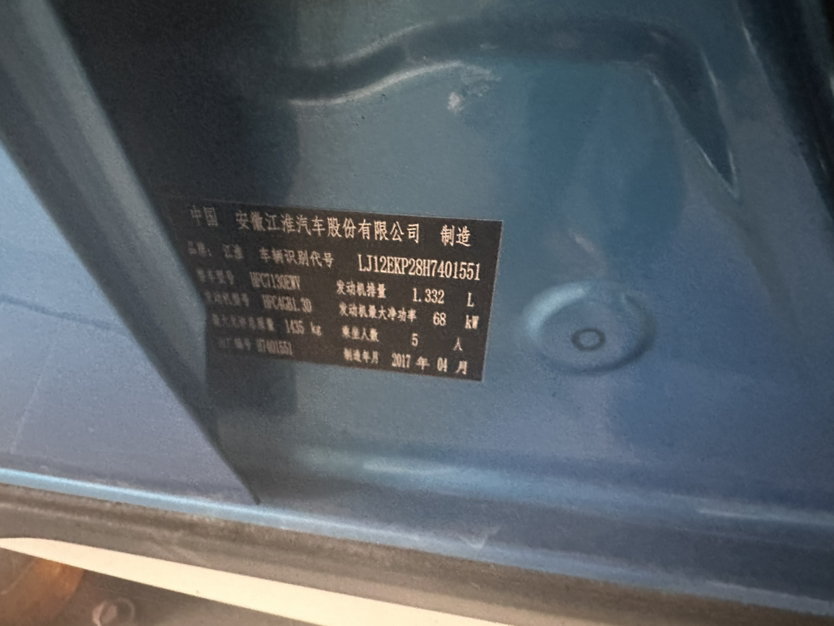 中国 安徽江淮汽车股份有限公司 制造
品牌: 江淮 车辆识别代号 LJ12EKP28H7401551
整车型号 HFC7130EWV 发动机排量 1.332 L
发动机型号 HFC4GB1.3D 发动机最大净功率 68 kW
最大允许总质量 1435 kg 乘坐人数 5 人
出厂编号 H7401551 制造年月 2017 年 04 月